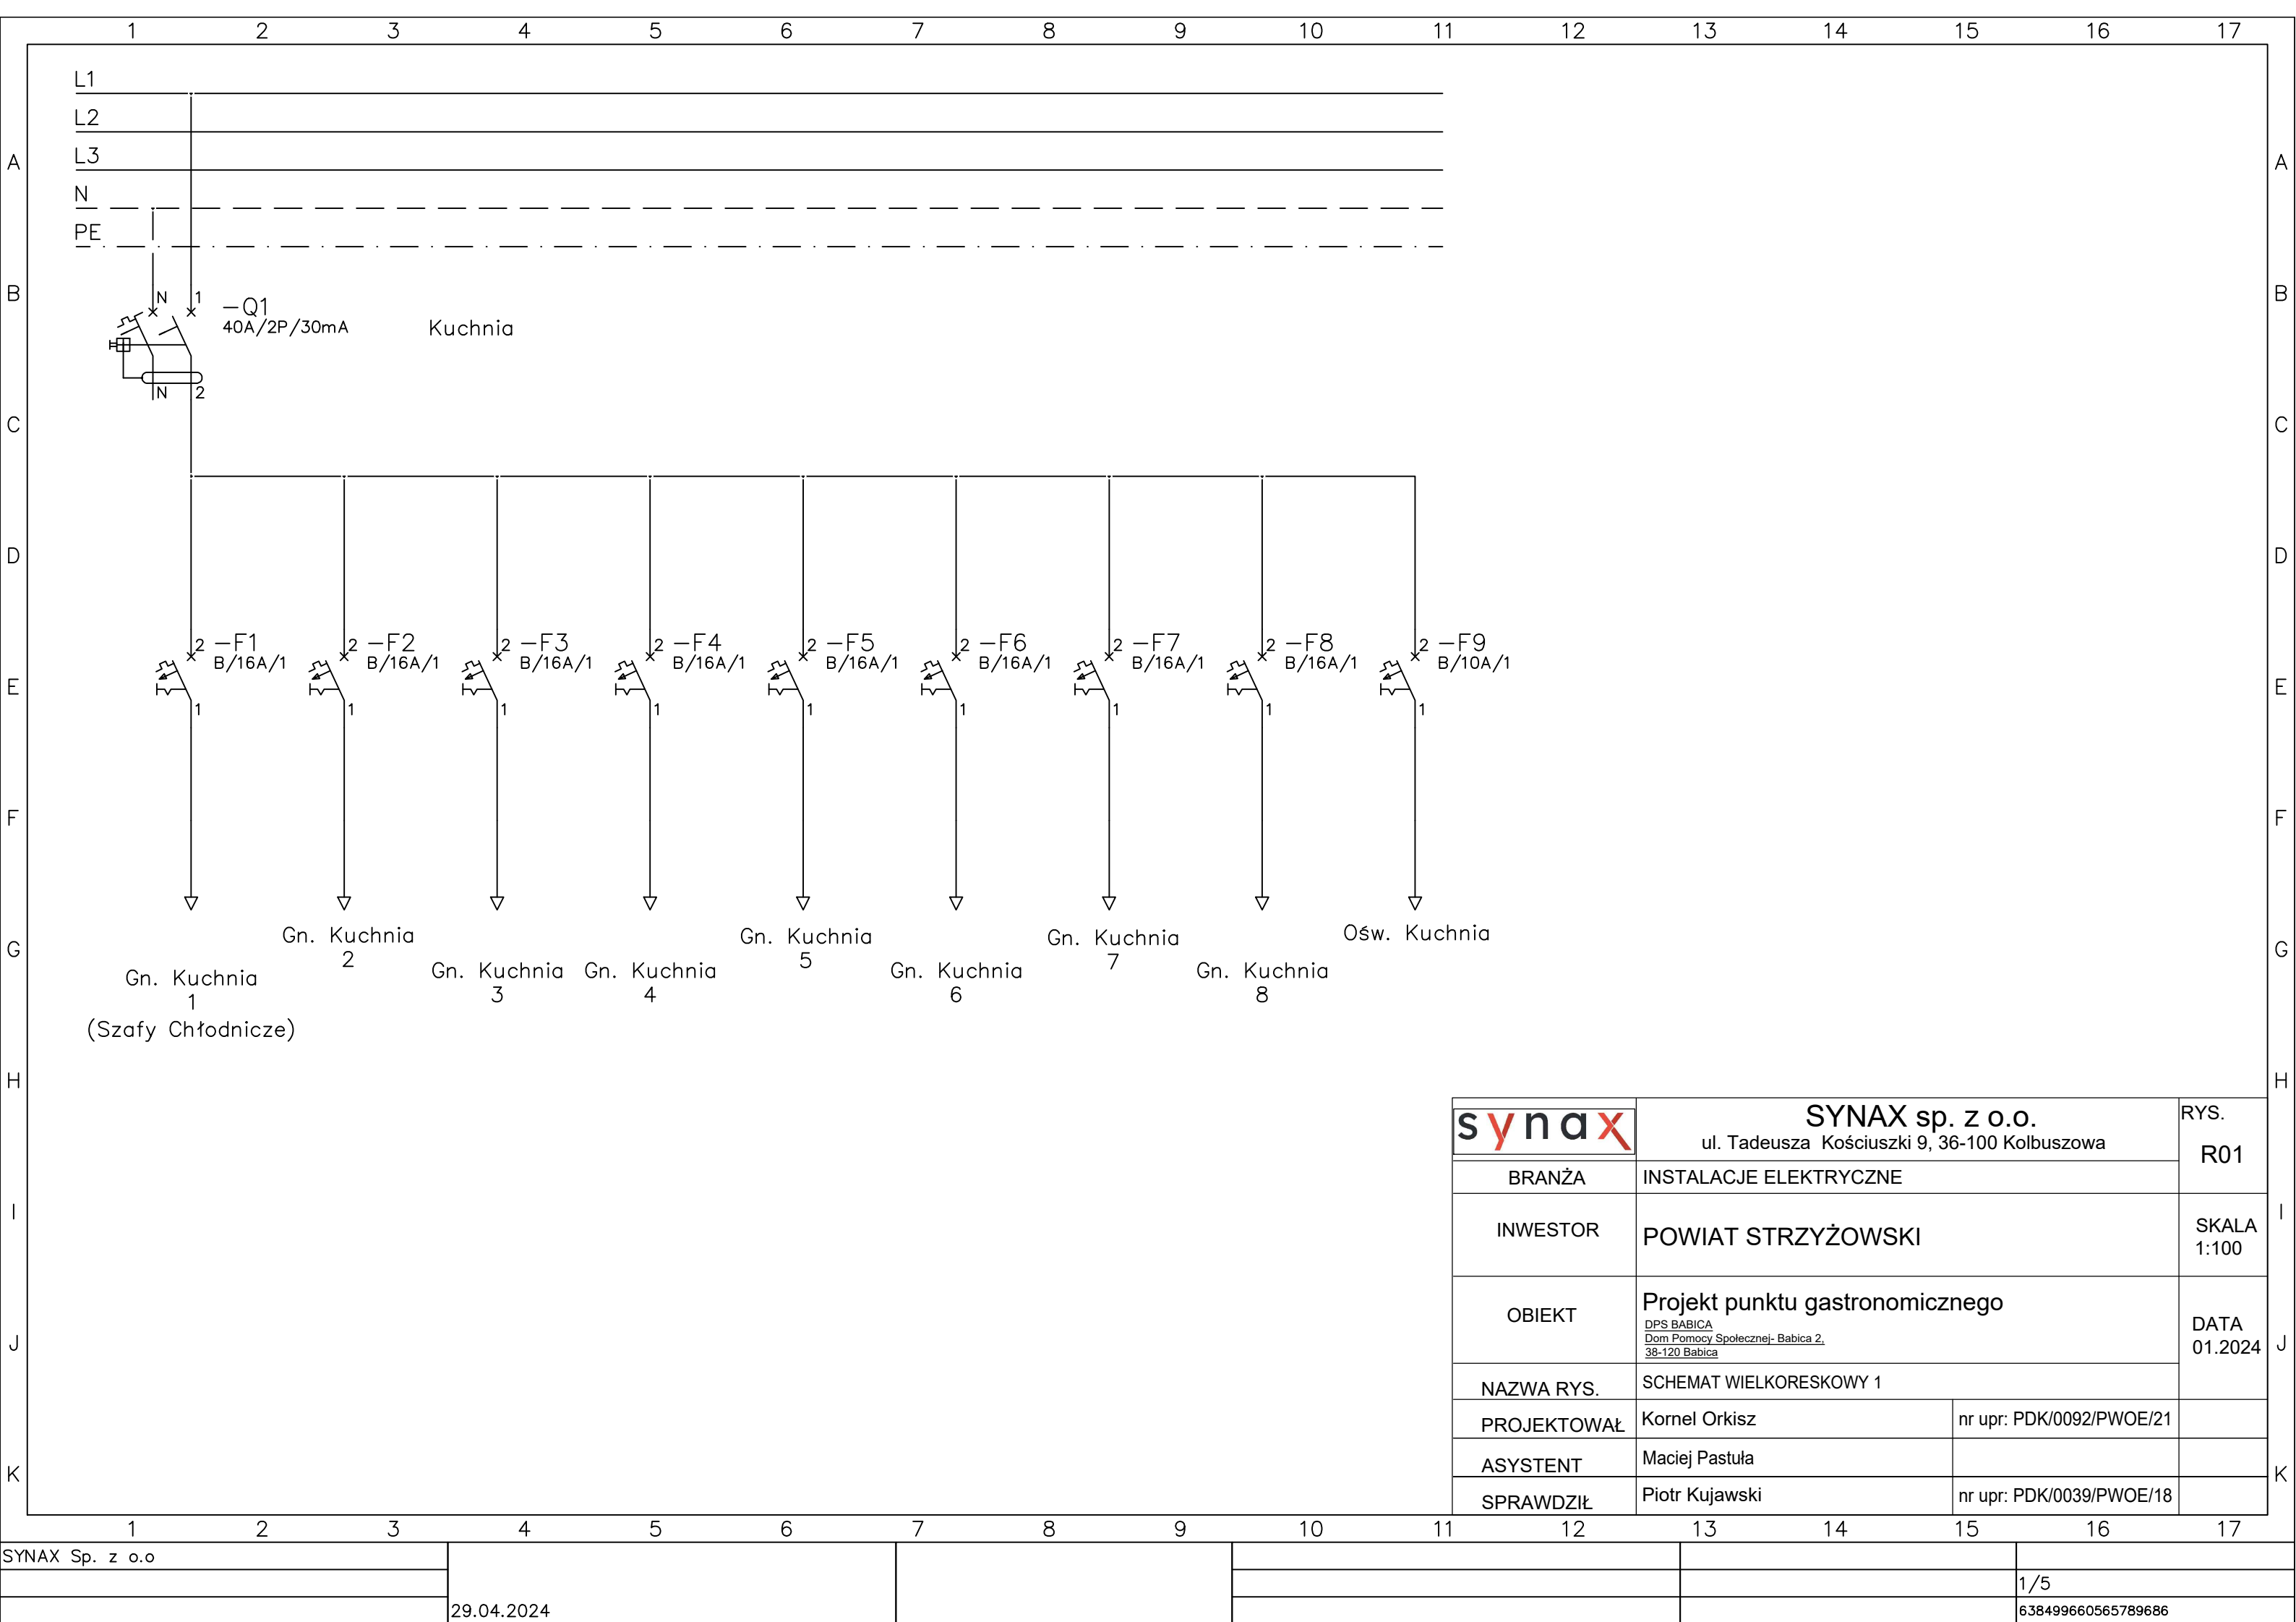 1 2 3 4 5 6 7 8 9 10 11 12 13 14 15 16 17
L1
L2
L3
A A
N
PE
B B
N 1
-Q1
40A/2P/30mA
Kuchnia
N 2
C C
D D
2 -F1
B/16A/1
1
2 -F2
B/16A/1
1
2 -F3
B/16A/1
1
2 -F4
B/16A/1
1
2 -F5
B/16A/1
1
2 -F6
B/16A/1
1
2 -F7
B/16A/1
1
2 -F8
B/16A/1
1
2 -F9
B/10A/1
1
E E
F F
G G
Gn. Kuchnia
1
(Szafy Chłodnicze)
Gn. Kuchnia
2
Gn. Kuchnia
3
Gn. Kuchnia
4
Gn. Kuchnia
5
Gn. Kuchnia
6
Gn. Kuchnia
7
Gn. Kuchnia
8
Ośw. Kuchnia
H H
synax
SYNAX sp. z o.o.
ul. Tadeusza Kościuszki 9, 36-100 Kolbuszowa
RYS.
R01
BRANŻA INSTALACJE ELEKTRYCZNE
I I
INWESTOR POWIAT STRZYŻOWSKI
SKALA
1:100
OBIEKT
Projekt punktu gastronomicznego
DPS BABICA
Dom Pomocy Społecznej- Babica 2,
38-120 Babica
DATA
01.2024
J J
NAZWA RYS. SCHEMAT WIELKORESKOWY 1
PROJEKTOWAŁ Kornel Orkisz nr upr: PDK/0092/PWOE/21
ASYSTENT Maciej Pastuła
K K
SPRAWDZIŁ Piotr Kujawski nr upr: PDK/0039/PWOE/18
1 2 3 4 5 6 7 8 9 10 11 12 13 14 15 16 17
SYNAX Sp. z o.o
1/5
29.04.2024
638499660565789686